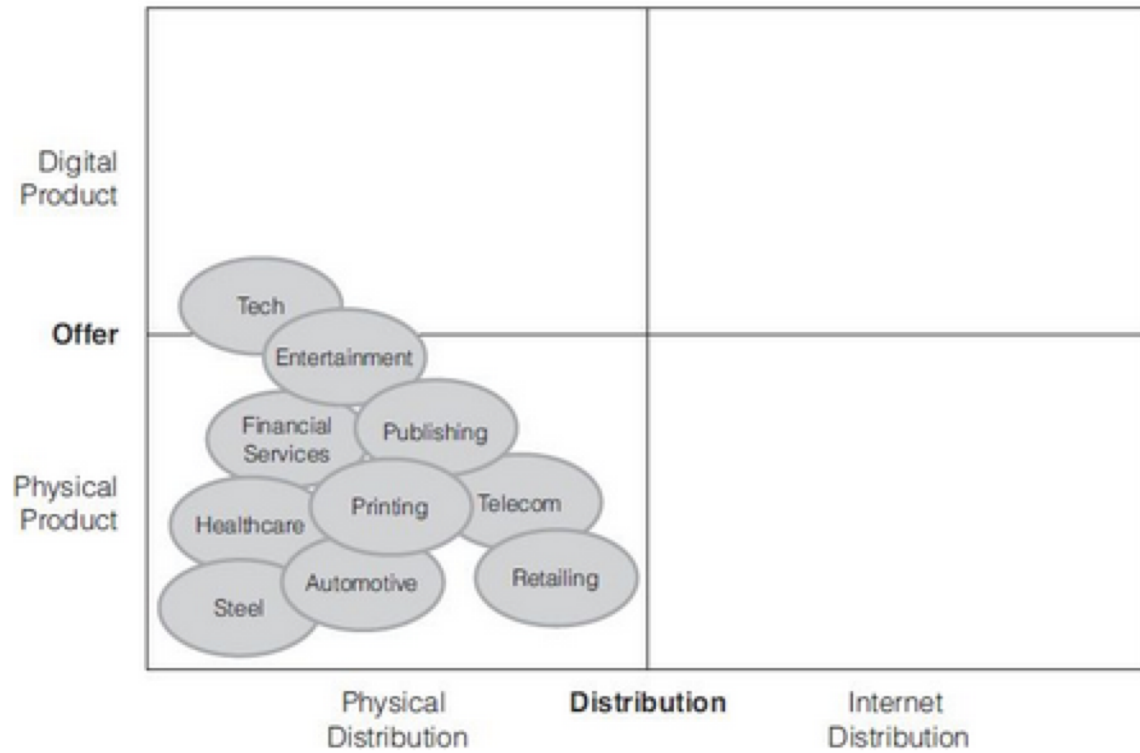 Digital
Product
Tech
Offer
Entertainment
Financial
Services
Publishing
Physical
Product
Healthcare
Printing
Telecom
Steel
Automotive
Retailing
Physical
Distribution
Distribution
Internet
Distribution